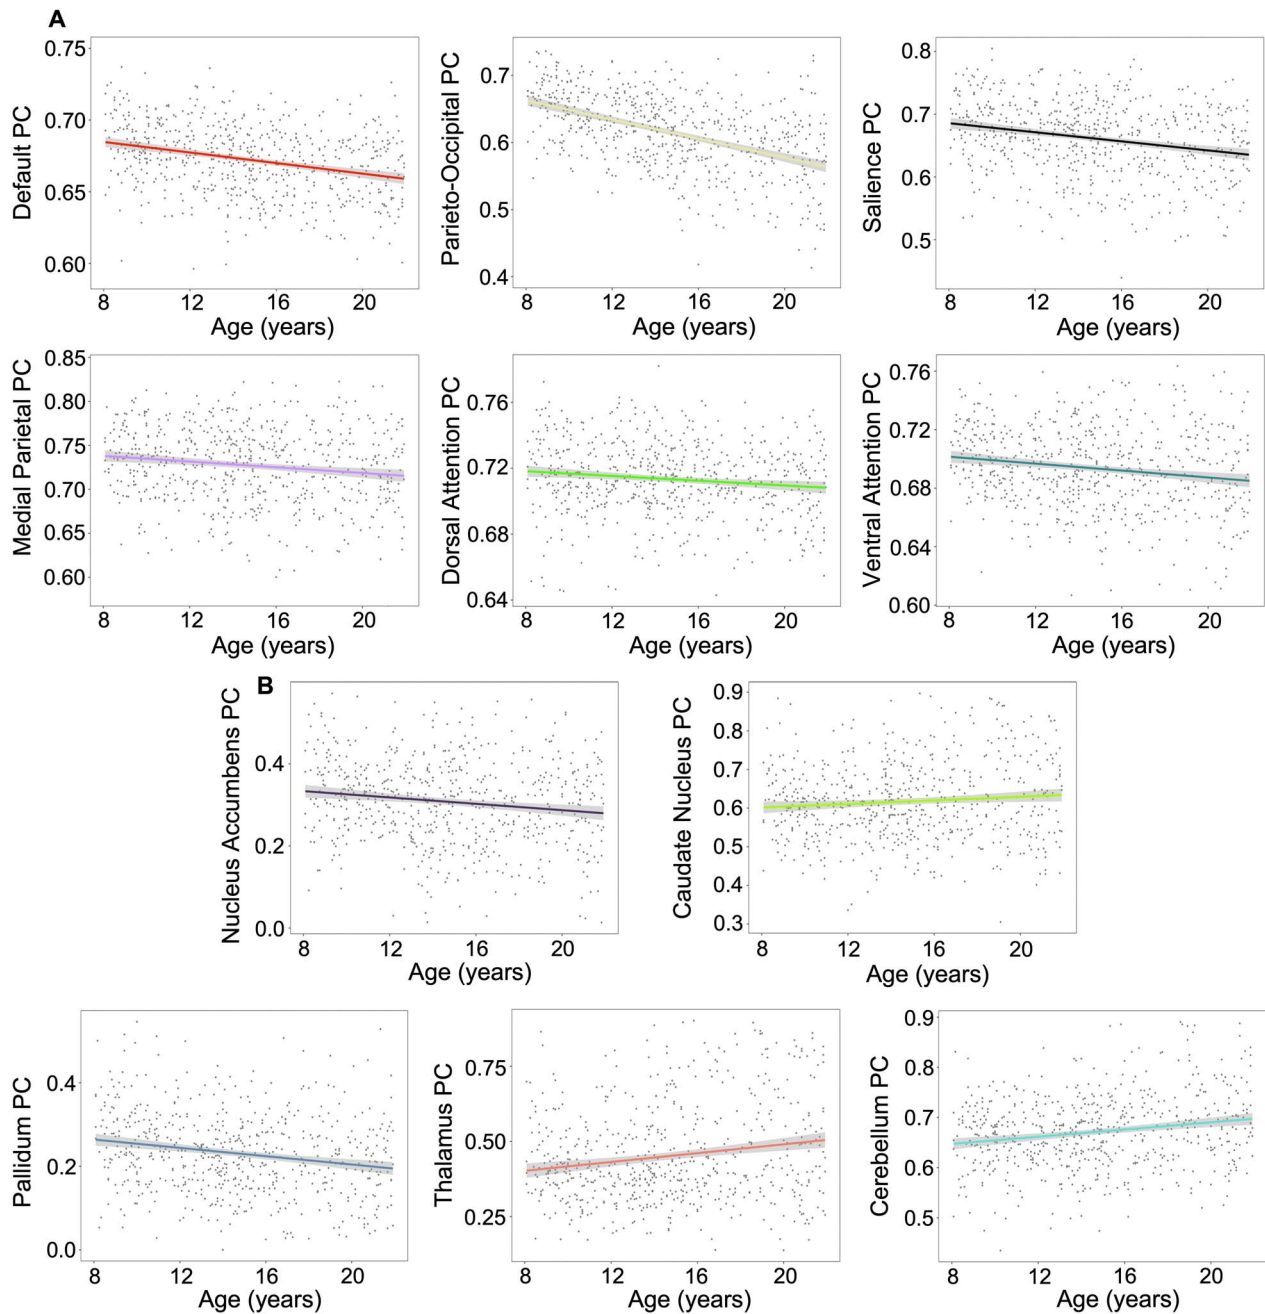 A
Default PC
0.75
0.70
0.65
0.60
8 12 16 20
Age (years)
Parieto-Occipital PC
0.7
0.6
0.5
0.4
8 12 16 20
Age (years)
Salience PC
0.8
0.7
0.6
0.5
8 12 16 20
Age (years)
Medial Parietal PC
0.85
0.80
0.75
0.70
0.65
0.60
8 12 16 20
Age (years)
Dorsal Attention PC
0.76
0.72
0.68
0.64
8 12 16 20
Age (years)
Ventral Attention PC
0.76
0.72
0.68
0.64
0.60
8 12 16 20
Age (years)
B
Nucleus Accumbens PC
0.4
0.2
0.0
8 12 16 20
Age (years)
Caudate Nucleus PC
0.9
0.8
0.7
0.6
0.5
0.4
0.3
8 12 16 20
Age (years)
Pallidum PC
0.4
0.2
0.0
8 12 16 20
Age (years)
Thalamus PC
0.75
0.50
0.25
8 12 16 20
Age (years)
Cerebellum PC
0.9
0.8
0.7
0.6
0.5
8 12 16 20
Age (years)